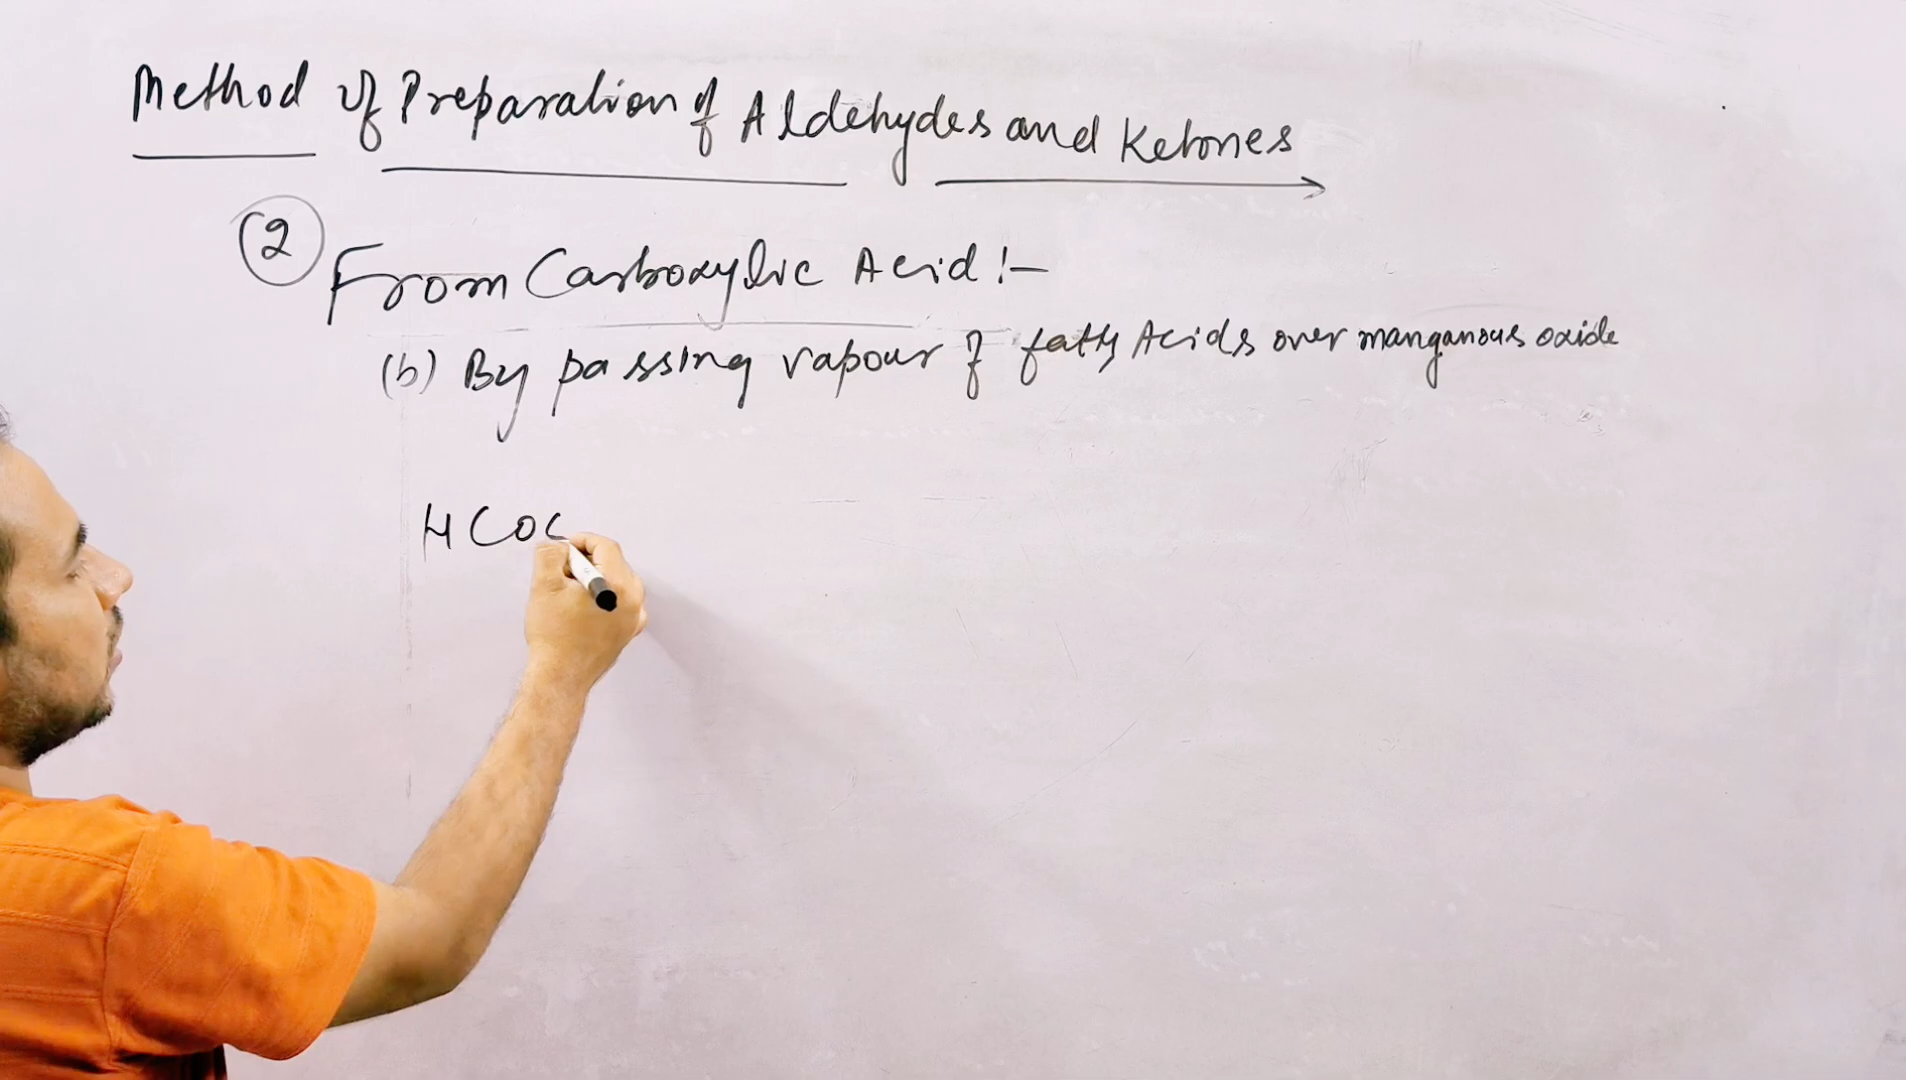 Method of Preparation of Aldehydes and Ketones
2
From Carboxylic Acid :-
(b) By passing vapour of fatty Acids over manganous oxide
HCOO